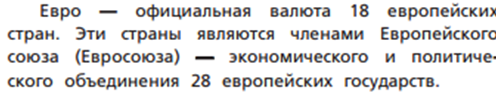 Евро — официальная валюта 18 европейских
стран. Эти страны являются членами Европейского
союза (Евросоюза) — экономического и политиче-
ского объединения 28 европейских государств.